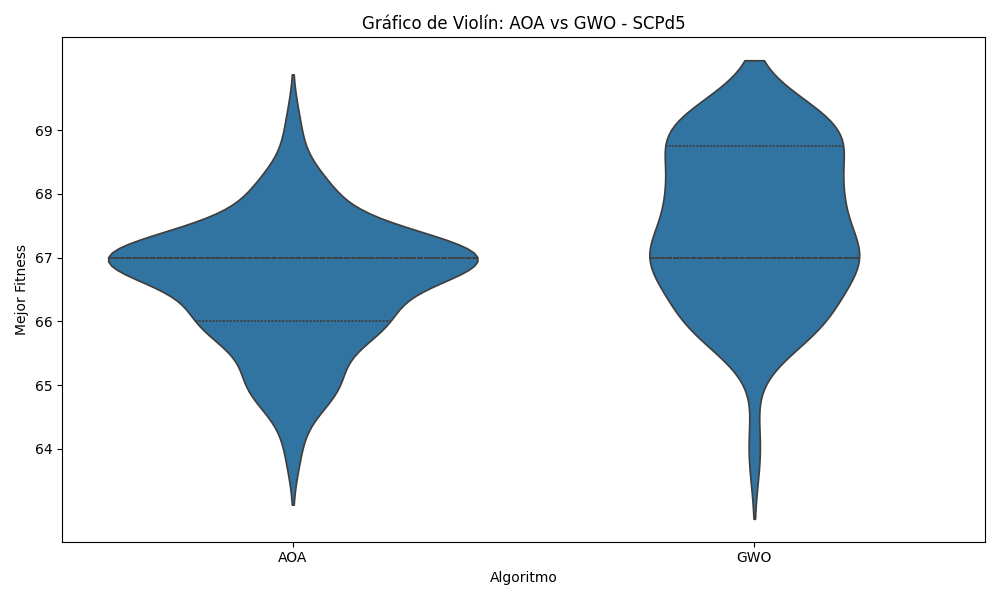 Gráfico de Violín: AOA vs GWO - SCPd5
Mejor Fitness
69
68
67
66
65
64
AOA
GWO
Algoritmo